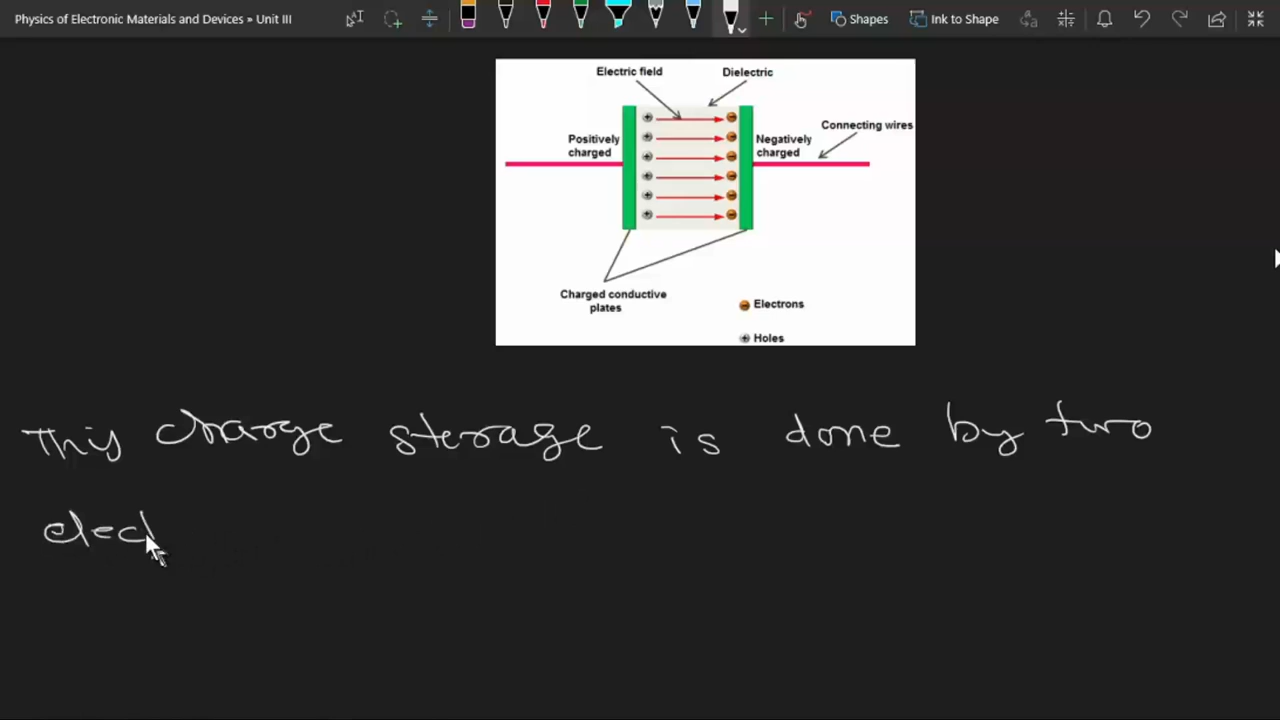 Physics of Electronic Materials and Devices » Unit III
Shapes
Ink to Shape
Electric field
Dielectric
Connecting wires
Positively
charged
Negatively
charged
Charged conductive
plates
Electrons
Holes
This charge storage is done by two
elect